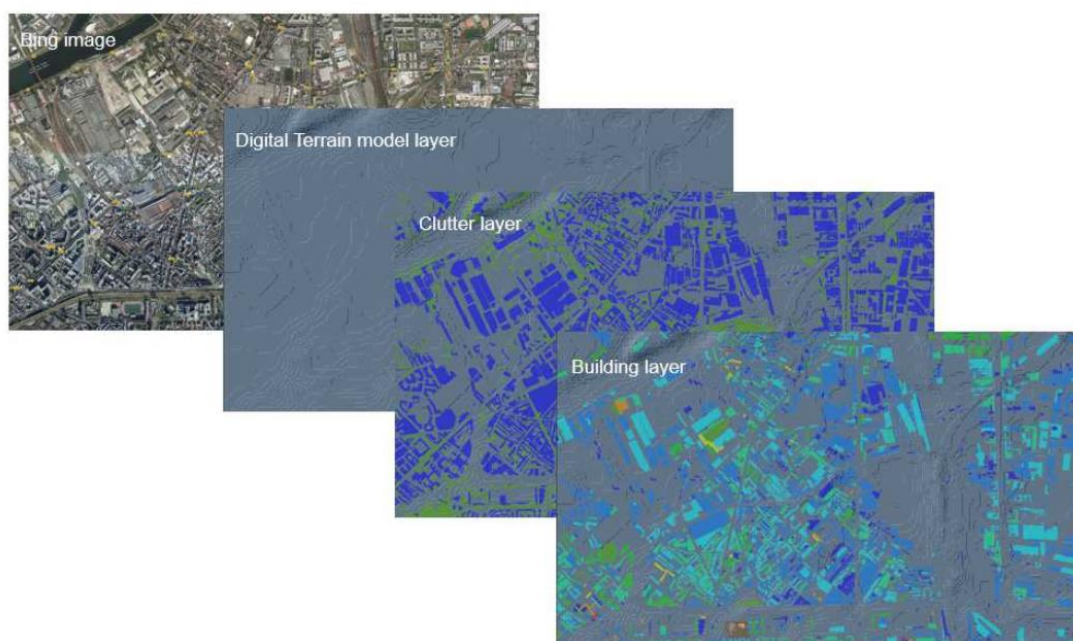 Bing image
Digital Terrain model layer
Clutter layer
Building layer